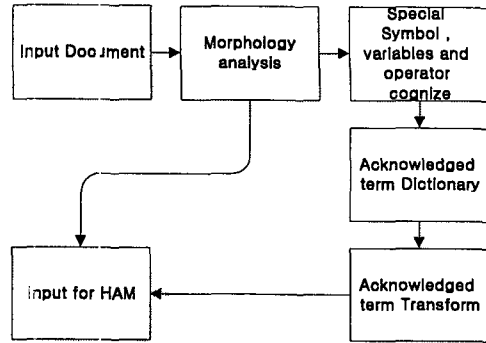 Input Document
Morphology
analysis
Special
Symbol ,
variables and
operator
cognize
Acknowledged
term Dictionary
Input for HAM
Acknowledged
term Transform